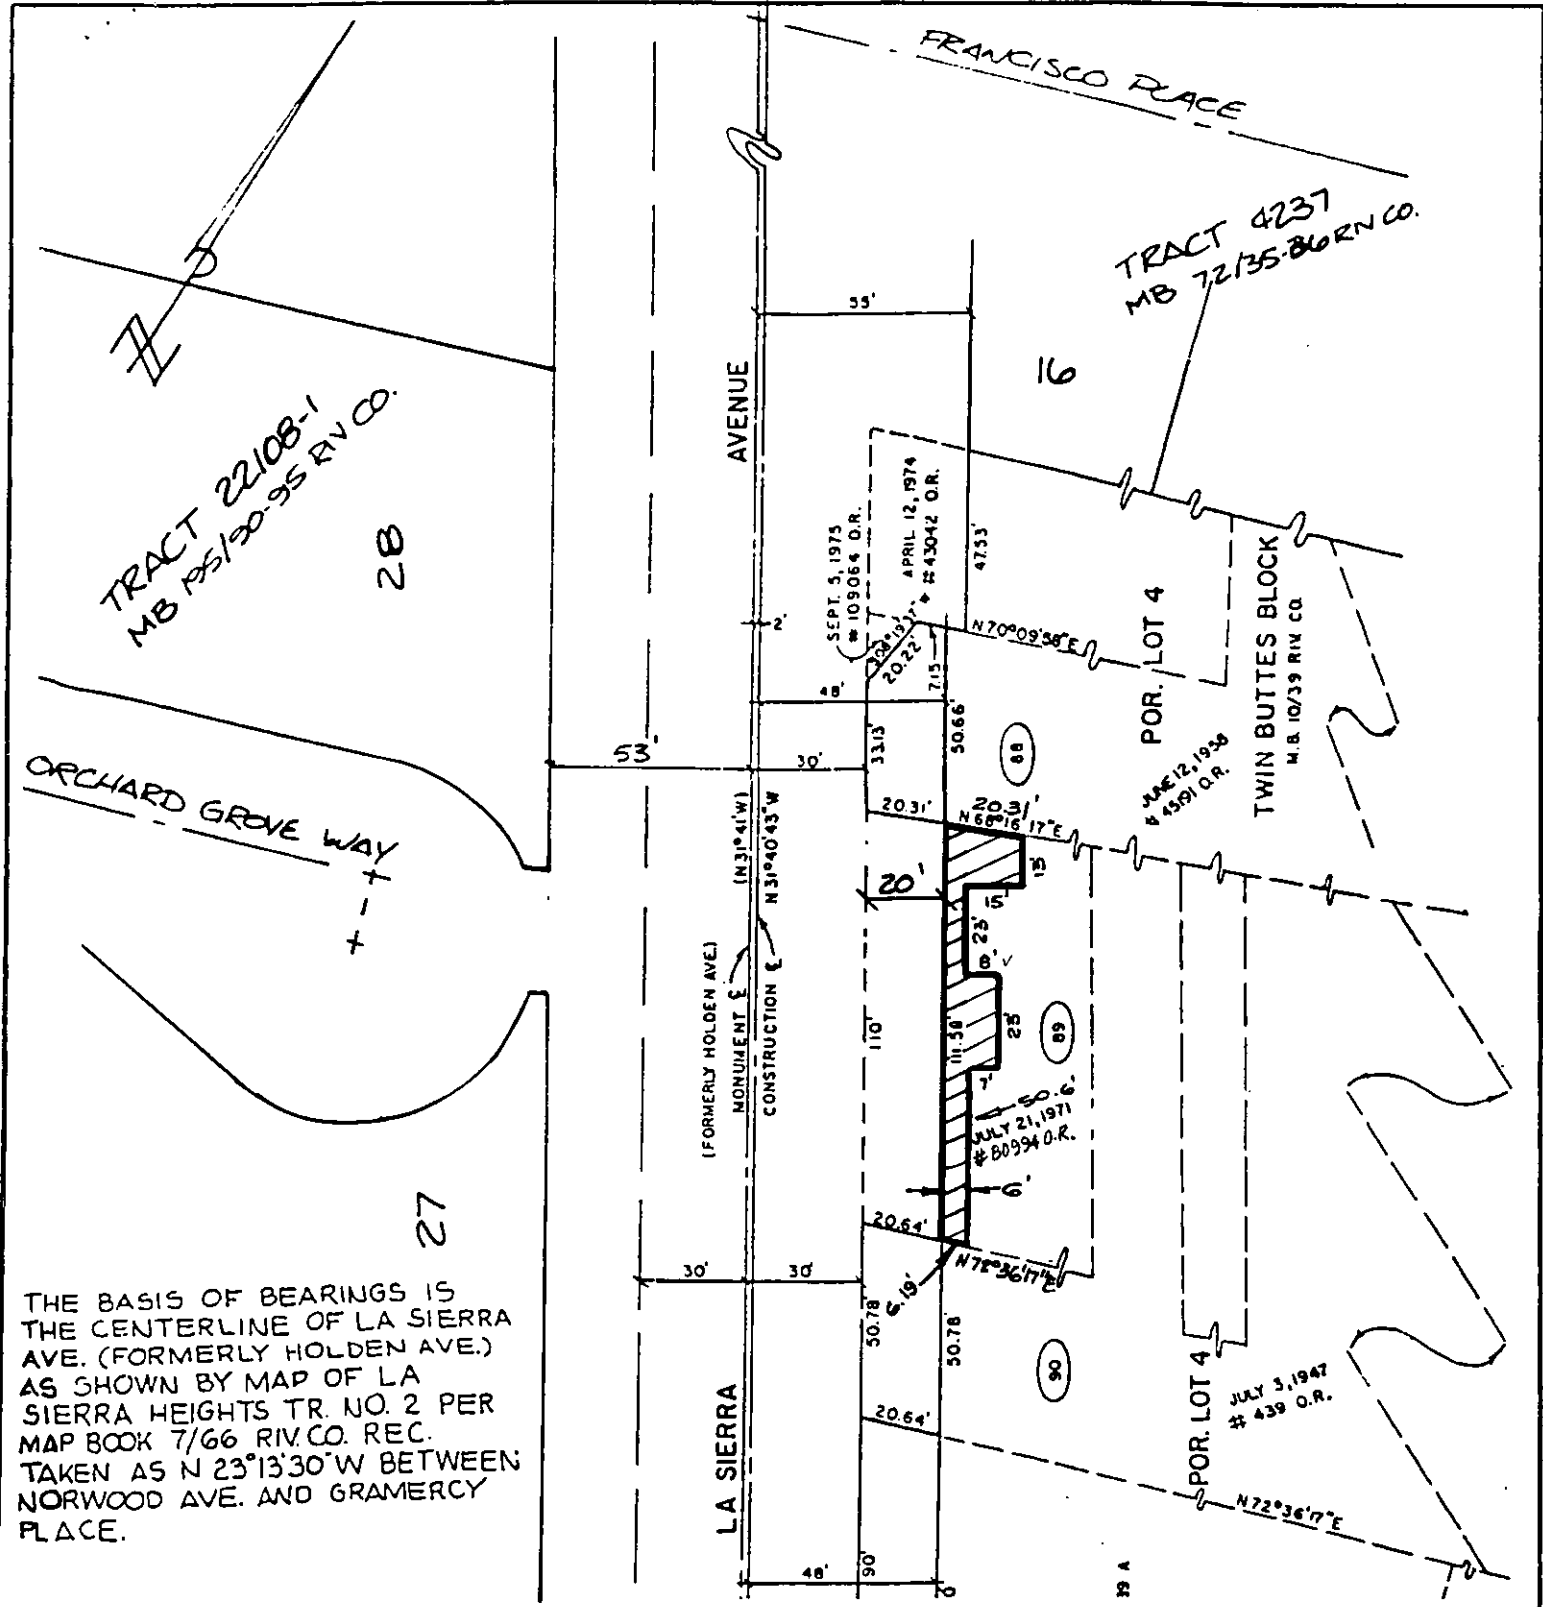 FRANCISCO PLACE
TRACT 4237
MB 72/35-36 RIV CO.
16
55'
AVENUE
TRACT 22108-1
MB 195/90-95 RIV CO.
28
SEPT. 5, 1975
# 109064 O.R.
APRIL 12, 1974
# 43042 O.R.
47.53
2'
20.22'
7.15'
N 70°09'58" E
POR. LOT 4
TWIN BUTTES BLOCK
M.B. 10/39 RIV. CO.
48'
53'
30'
33.13'
50.66'
88
JUNE 12, 1958
# 45191 O.R.
ORCHARD GROVE WAY
20.31'
20.31'
N 68°16'17"E
(N31°41'W)
N31°40'43"W
20'
15'
23'
8'
(FORMERLY HOLDEN AVE.)
MONUMENT ℄
CONSTRUCTION ℄
110'
111.58'
25'
89
7'
50.6'
JULY 21, 1971
# 80994 O.R.
6'
27
20.64'
N 72°36'17"E
6.19'
30'
30'
50.78'
50.78'
90
THE BASIS OF BEARINGS IS
THE CENTERLINE OF LA SIERRA
AVE. (FORMERLY HOLDEN AVE.)
AS SHOWN BY MAP OF LA
SIERRA HEIGHTS TR. NO. 2 PER
MAP BOOK 7/66 RIV. CO. REC.
TAKEN AS N 23°13'30"W BETWEEN
NORWOOD AVE. AND GRAMERCY
PLACE.
LA SIERRA
20.64'
POR. LOT 4
JULY 3, 1947
# 439 O.R.
N 72°36'17"E
48'
90'
39 A